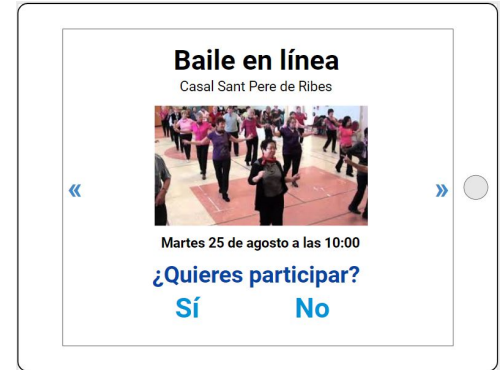 Baile en línea
Casal Sant Pere de Ribes
« »
Martes 25 de agosto a las 10:00
¿Quieres participar?
Sí No